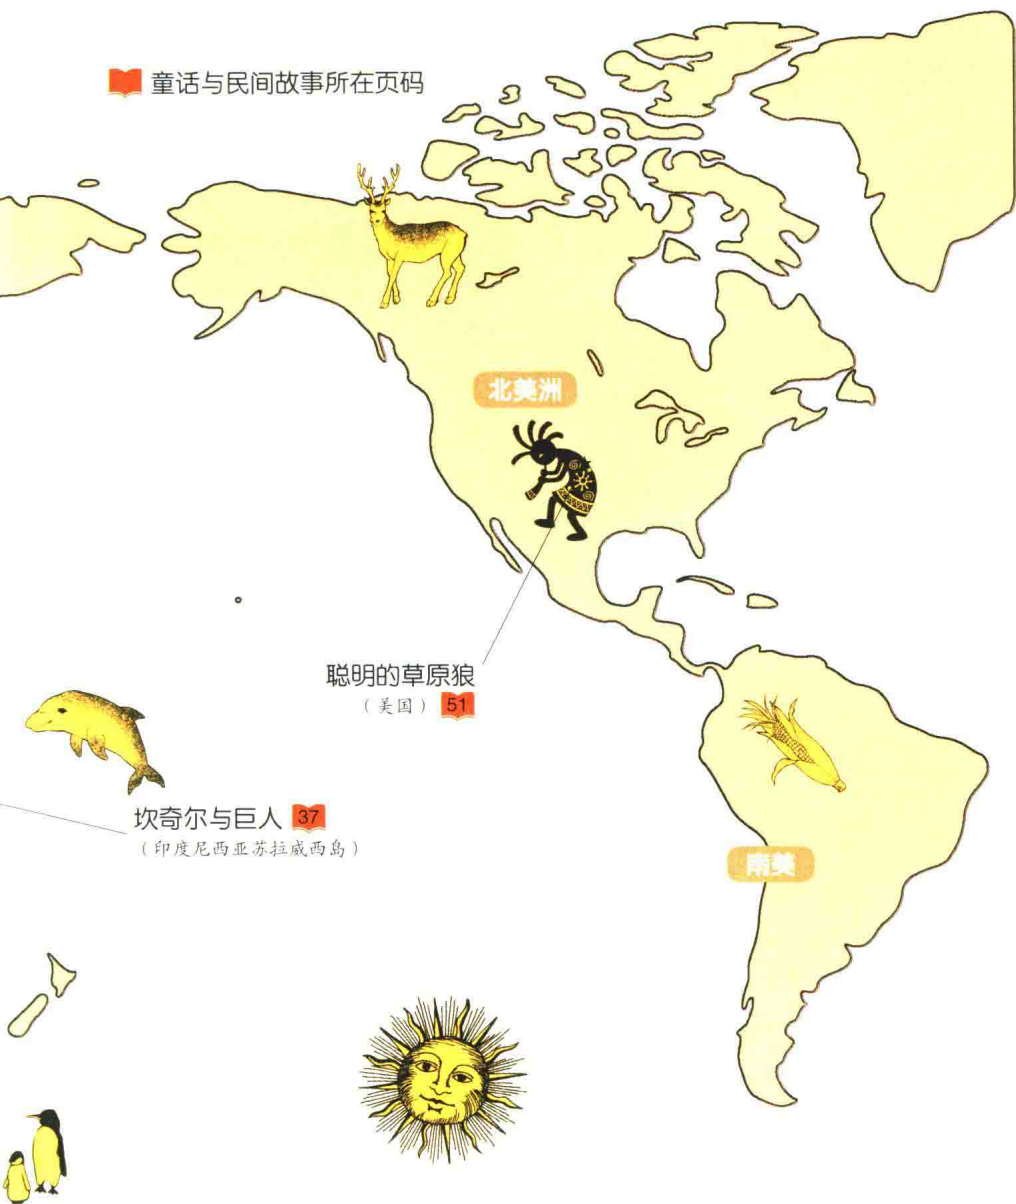 童话与民间故事所在页码
北美洲
聪明的草原狼
（美国） 51
坎奇尔与巨人 37
（印度尼西亚苏拉威西岛）
南美